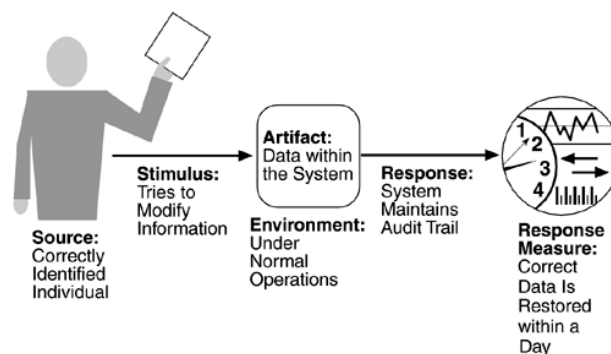 Source:
Correctly
Identified
Individual
Stimulus:
Tries to
Modify
Information
Artifact:
Data within
the System
Environment:
Under
Normal
Operations
Response:
System
Maintains
Audit Trail
1
2
3
4
Response
Measure:
Correct
Data Is
Restored
within a
Day